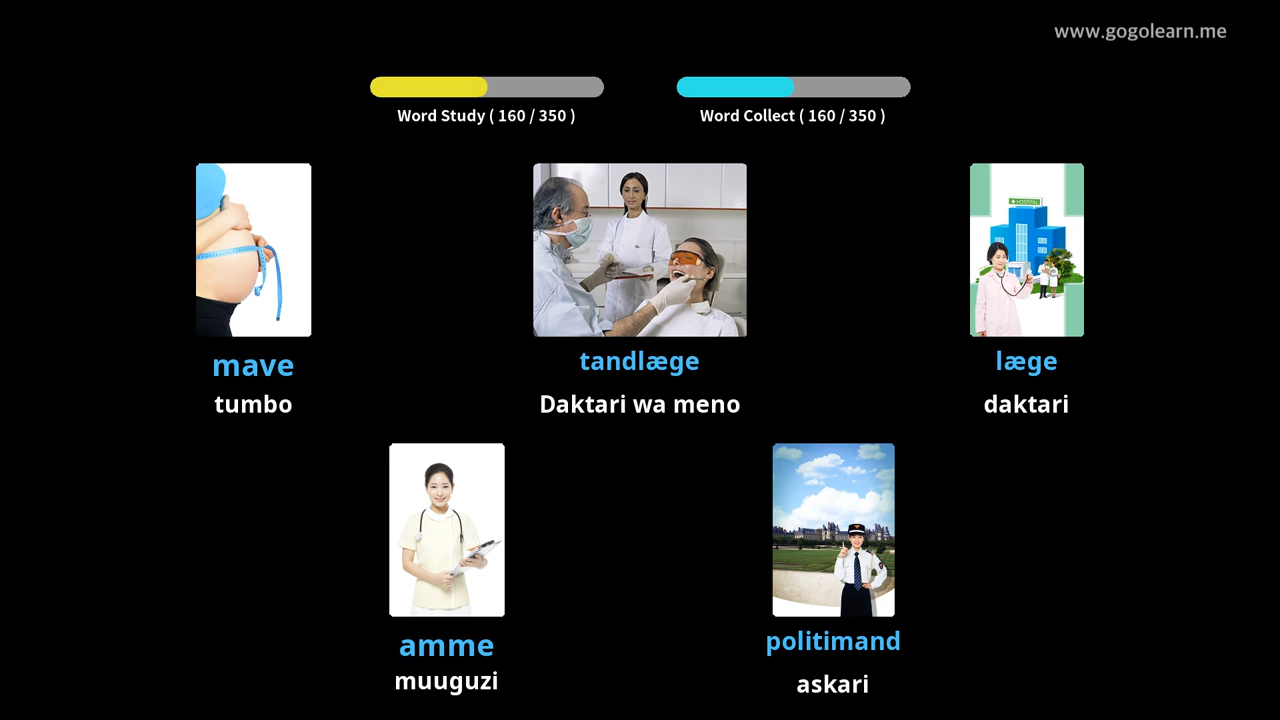 www.gogolearn.me
Word Study ( 160 / 350 )
Word Collect ( 160 / 350 )
HOSPITAL
mave
tumbo
tandlæge
Daktari wa meno
læge
daktari
amme
muuguzi
politimand
askari